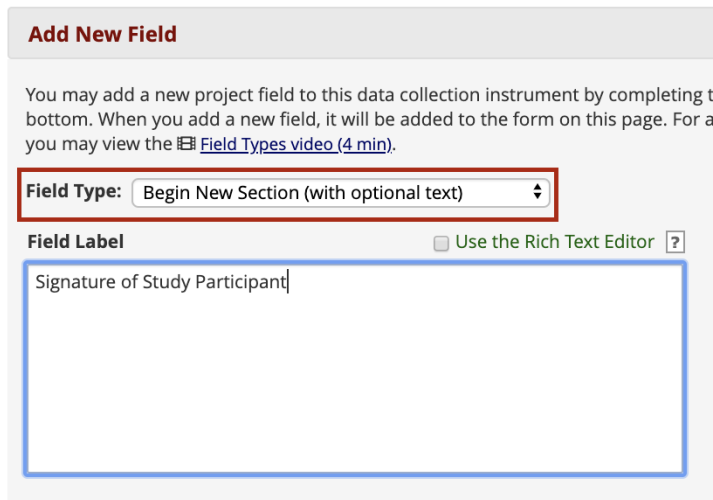 Add New Field
You may add a new project field to this data collection instrument by completing
bottom. When you add a new field, it will be added to the form on this page. For
you may view the Field Types video (4 min).
Field Type: Begin New Section (with optional text)
Field Label Use the Rich Text Editor ?
Signature of Study Participant